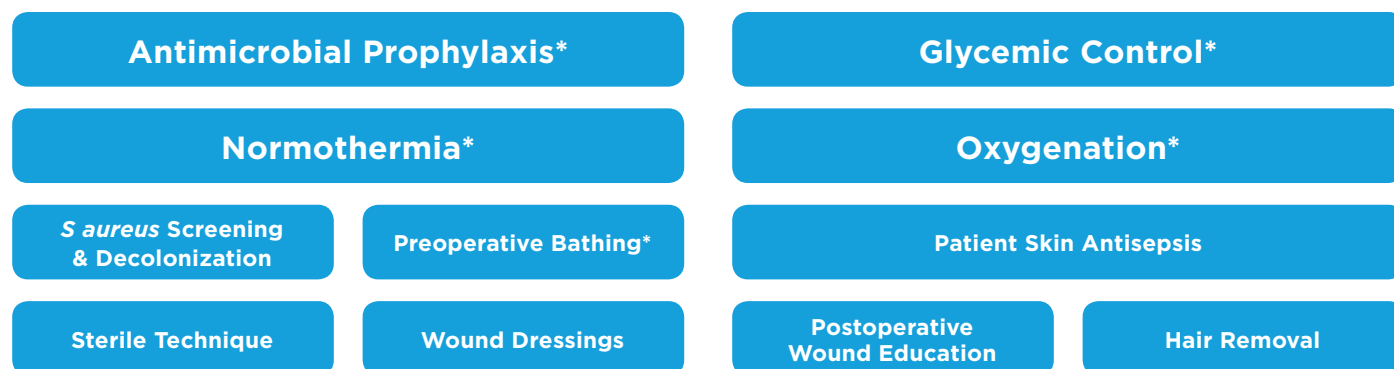 Antimicrobial Prophylaxis*
Glycemic Control*
Normothermia*
Oxygenation*
S aureus Screening
& Decolonization
Preoperative Bathing*
Patient Skin Antisepsis
Sterile Technique
Wound Dressings
Postoperative
Wound Education
Hair Removal